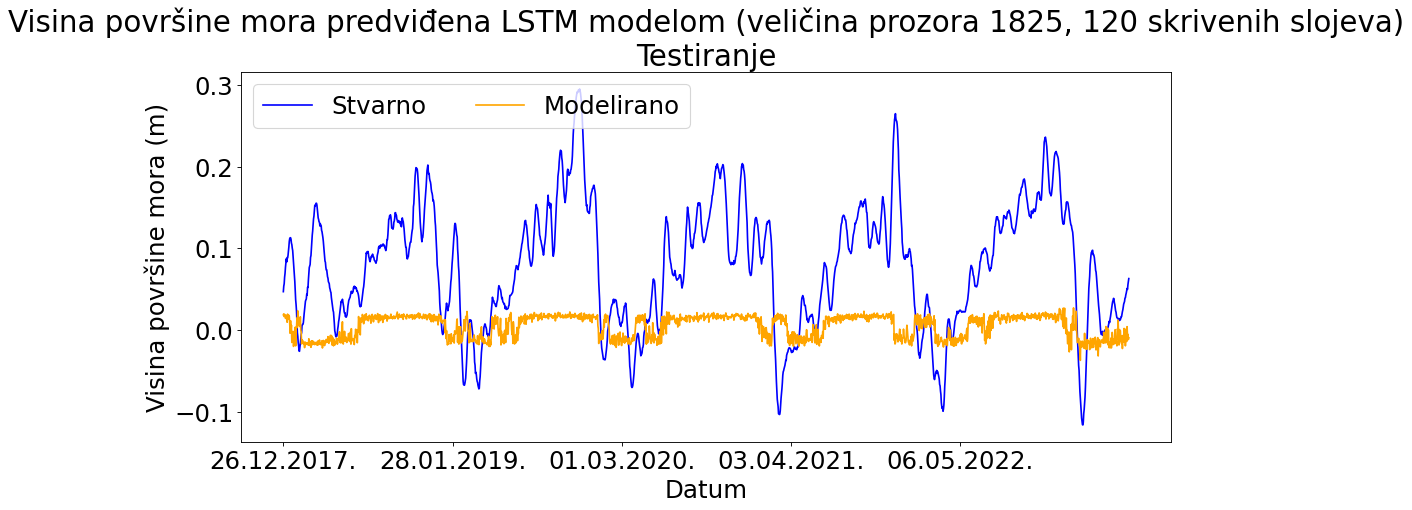 Visina površine mora predviđena LSTM modelom (veličina prozora 1825, 120 skrivenih slojeva)
Testiranje
Stvarno Modelirano
Visina površine mora (m)
0.3
0.2
0.1
0.0
−0.1
26.12.2017. 28.01.2019. 01.03.2020. 03.04.2021. 06.05.2022.
Datum